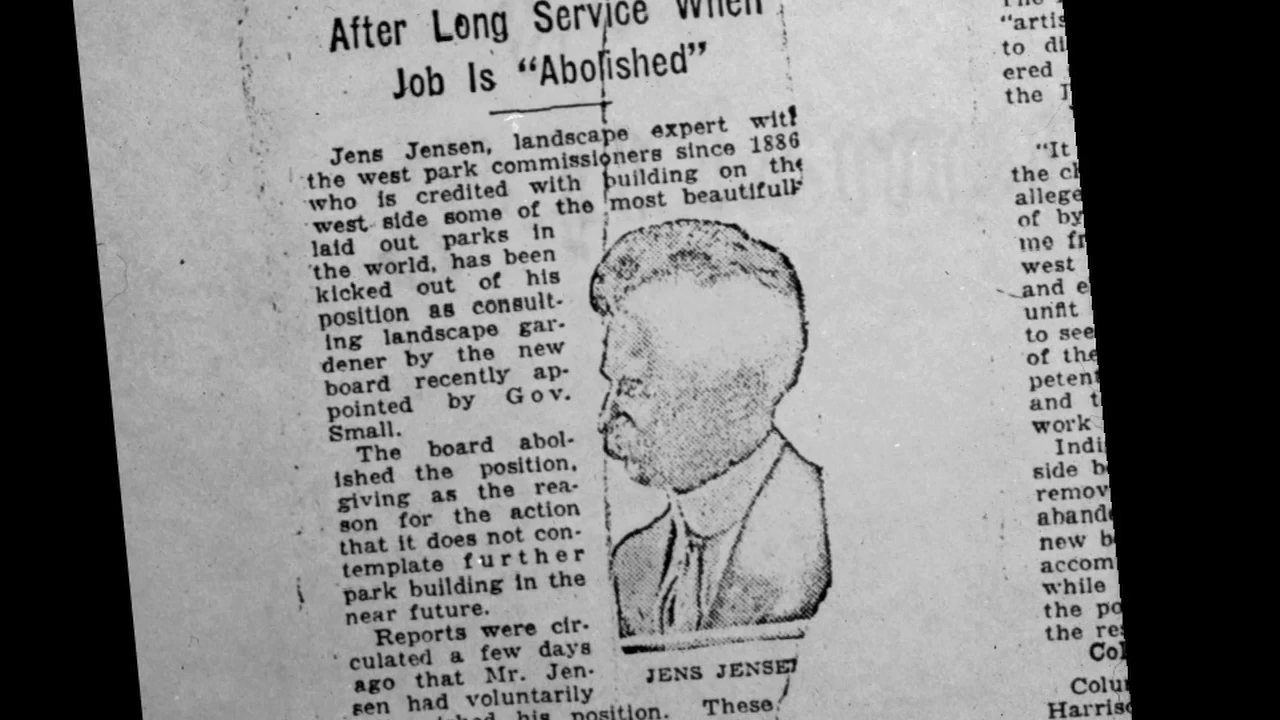 After Long Service When
Job Is "Abolished"
Jens Jensen, landscape expert with
the west park commissioners since 1886
who is credited with building on the
west side some of the most beautifully
laid out parks in
the world, has been
kicked out of his
position as consult-
ing landscape gar-
dener by the new
board recently ap-
pointed by Gov.
Small.
The board abol-
ished the position,
giving as the rea-
son for the action
that it does not con-
template further
park building in the
near future.
Reports were cir-
culated a few days
ago that Mr. Jen-
sen had voluntarily
his position. These
JENS JENSEN
"artis
to di
ered
the
"It
the ch
allege
of by
me fr
west
and e
unfit
to see
of the
petent
and t
work
Indi
side b
remov
aband
new b
accom
while
the po
the res
Col
Colu
Harriso